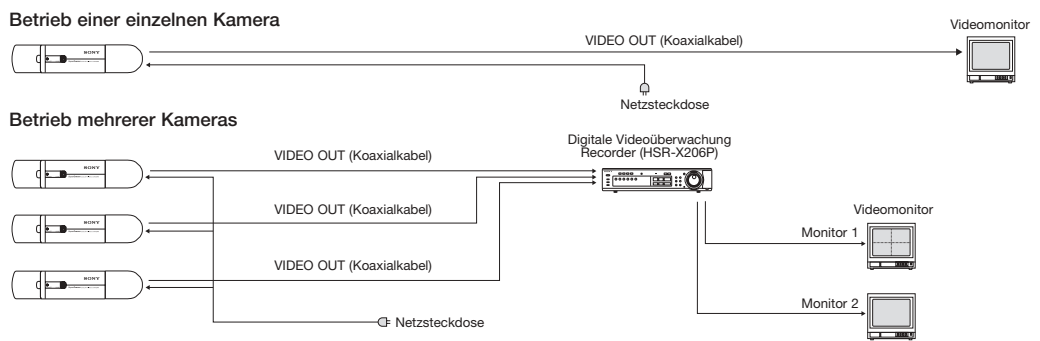 Betrieb einer einzelnen Kamera
Videomonitor
VIDEO OUT (Koaxialkabel)
SONY
Netzsteckdose
Betrieb mehrerer Kameras
Digitale Videoüberwachung
Recorder (HSR-X206P)
VIDEO OUT (Koaxialkabel)
SONY
VIDEO OUT (Koaxialkabel)
SONY
Videomonitor
Monitor 1
VIDEO OUT (Koaxialkabel)
SONY
Monitor 2
Netzsteckdose